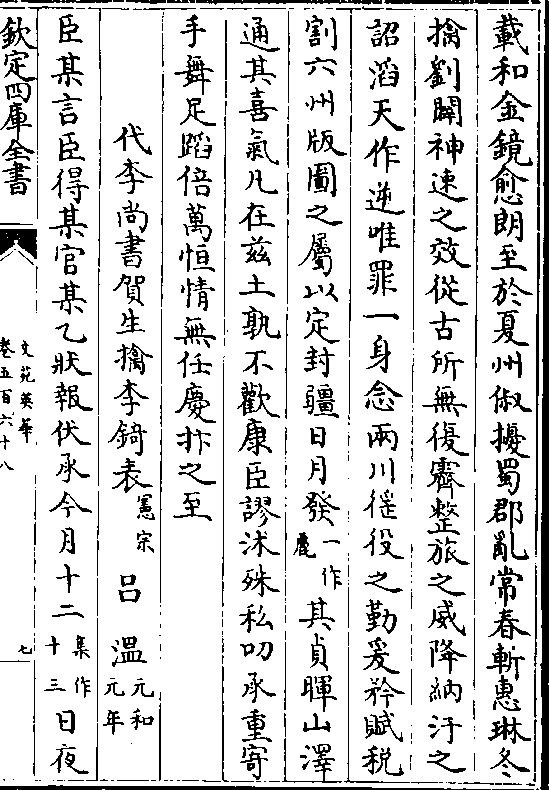 載和金鏡愈朗至於夏州俶擾蜀郡亂常春斬惠琳冬
擒劉闢神速之效從古所無復霽整旅之威降納汙之
詔滔天作逆唯罪一身念兩川徭役之勤爰矜賦稅
割六州版圖之屬以定封疆日月發一作麗其貞暉山澤
通其喜氣凡在兹土孰不歡康臣謬沐殊私叨承重寄
手舞足蹈倍萬恒情無任慶抃之至
代李尚書賀生擒李錡表憲宗 呂溫元和元年
臣某言臣得某官某乙狀報伏承今月十二集作十三日夜
欽定四庫全書
文苑英華
卷五百六十八
七